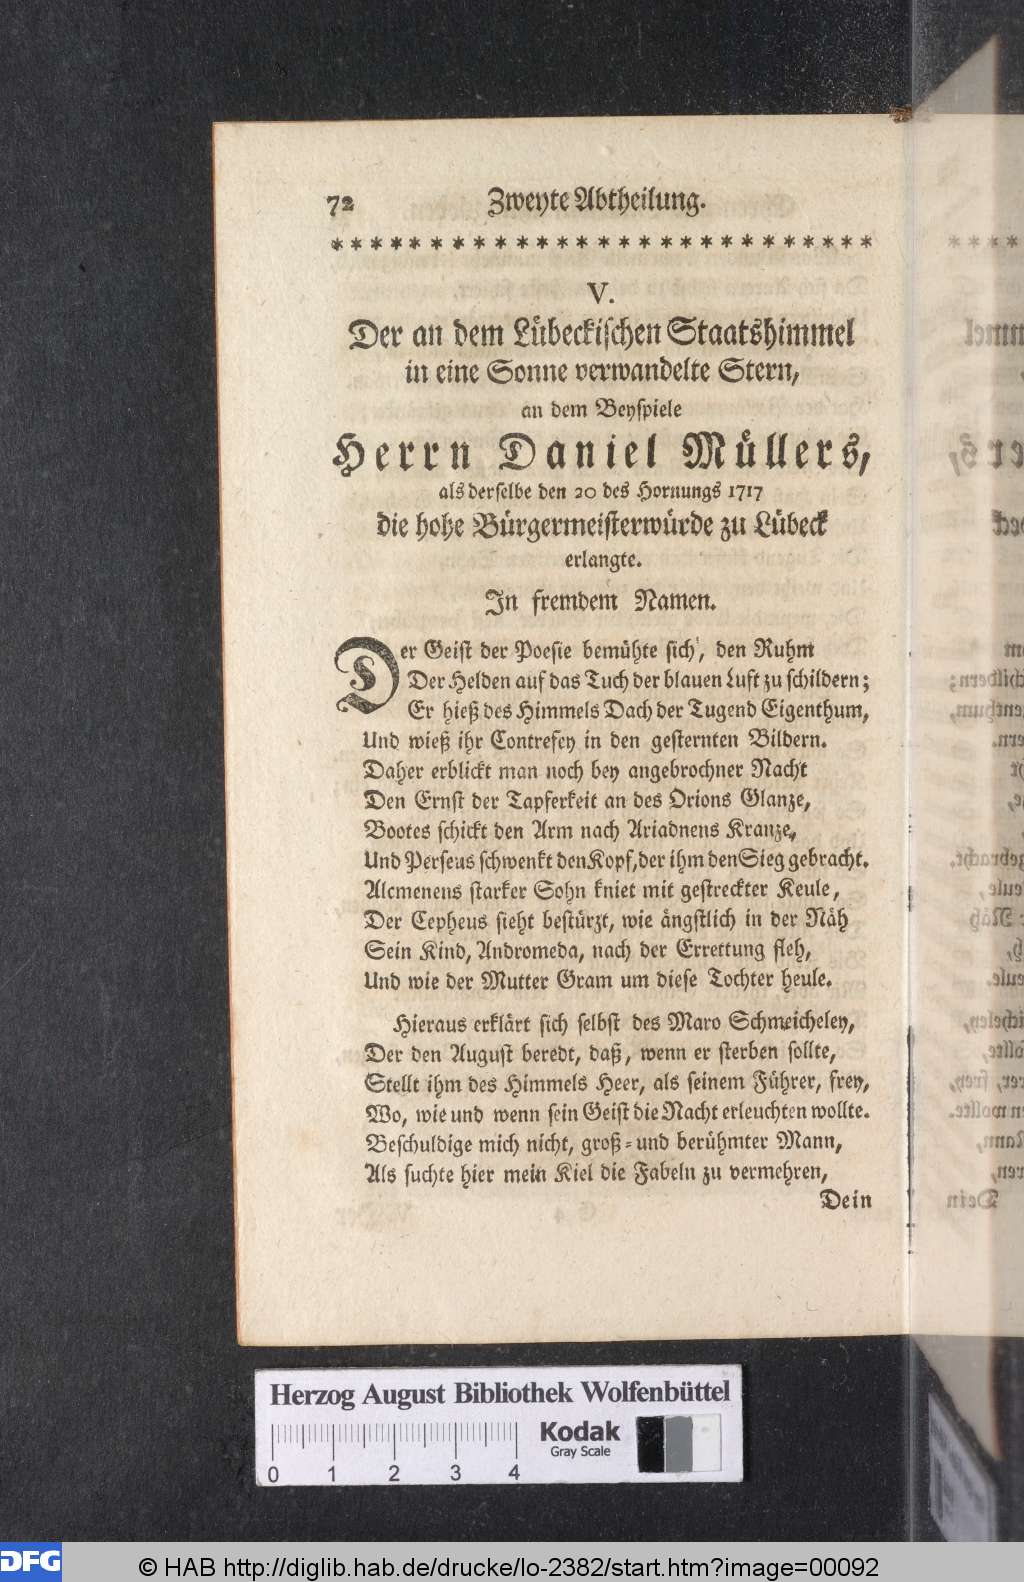 72 Zweyte Abtheilung.
* * * * * * * * * * * * * * * * * * * * * * * * * * *
V.
Der an dem Lübeckischen Staatshimmel
in eine Sonne verwandelte Stern,
an dem Beyspiele
Herrn Daniel Müllers,
als derselbe den 20 des Hornungs 1717
die hohe Bürgermeisterwürde zu Lübeck
erlangte.
In fremdem Namen.
Der Geist der Poesie bemühte sich, den Ruhm
Der Helden auf das Tuch der blauen Luft zu schildern;
Er hieß des Himmels Dach der Tugend Eigenthum,
Und wieß ihr Contrefey in den gesternten Bildern.
Daher erblickt man noch bey angebrochner Nacht
Den Ernst der Tapferkeit an des Orions Glanze,
Bootes schickt den Arm nach Ariadnens Kranze,
Und Perseus schwenkt den Kopf, der ihm den Sieg gebracht.
Alcmenens starker Sohn kniet mit gestreckter Keule,
Der Cepheus sieht bestürzt, wie ängstlich in der Näh
Sein Kind, Andromeda, nach der Errettung fleh,
Und wie der Mutter Gram um diese Tochter heule.
Hieraus erklärt sich selbst des Maro Schmeicheley,
Der den August beredt, daß, wenn er sterben sollte,
Stellt ihm des Himmels Heer, als seinem Führer, frey,
Wo, wie und wenn sein Geist die Nacht erleuchten wollte.
Beschuldige mich nicht, groß- und berühmter Mann,
Als suchte hier mein Kiel die Fabeln zu vermehren,
Dein
Herzog August Bibliothek Wolfenbüttel
0 1 2 3 4
Kodak
Gray Scale
DFG
© HAB http://diglib.hab.de/drucke/lo-2382/start.htm?image=00092